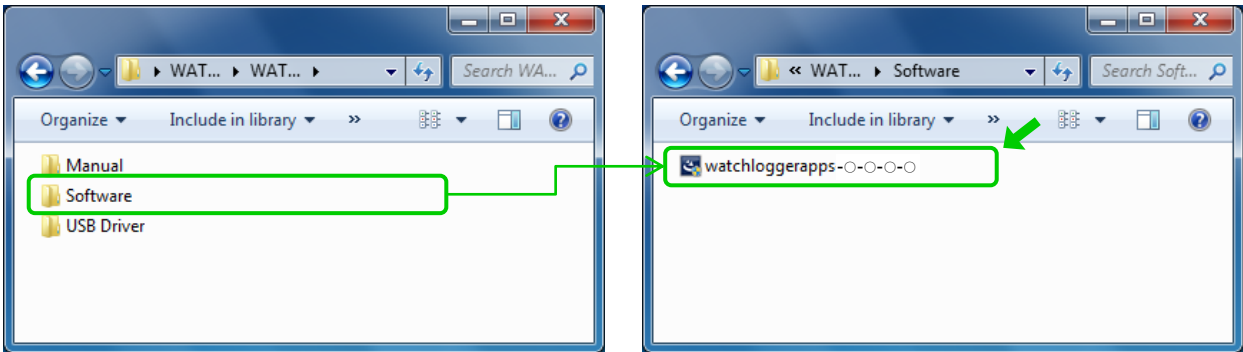 WAT... WAT...
Search WA...
Organize
Include in library
»
Manual
Software
USB Driver
« WAT... Software
Search Soft...
Organize
Include in library
»
watchloggerapps-○-○-○-○